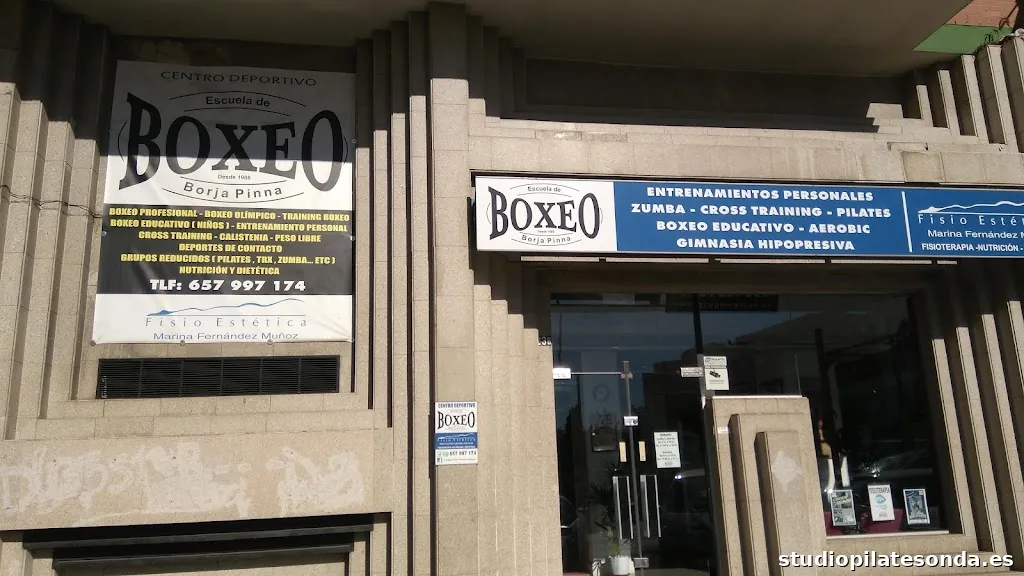 CENTRO DEPORTIVO
Escuela de
BOXEO
Desde 1988
Borja Pinna
BOXEO PROFESIONAL - BOXEO OLÍMPICO - TRAINING BOXEO
BOXEO EDUCATIVO ( NIÑOS ) - ENTRENAMIENTO PERSONAL
CROSS TRAINING - CALISTENIA - PESO LIBRE
DEPORTES DE CONTACTO
GRUPOS REDUCIDOS ( PILATES , TRX , ZUMBA... ETC )
NUTRICIÓN Y DIETÉTICA
TLF: 657 997 174
Fisio Estética
Marina Fernández Muñoz
Escuela de
BOXEO
Desde 1988
Borja Pinna
ENTRENAMIENTOS PERSONALES
ZUMBA - CROSS TRAINING - PILATES
BOXEO EDUCATIVO - AEROBIC
GIMNASIA HIPOPRESIVA
Fisio Estét
Marina Fernández M
FISIOTERAPIA -NUTRICIÓN -
CENTRO DEPORTIVO
BOXEO
657 997 174
FISIOTERAPIA
studiopilatesonda.es